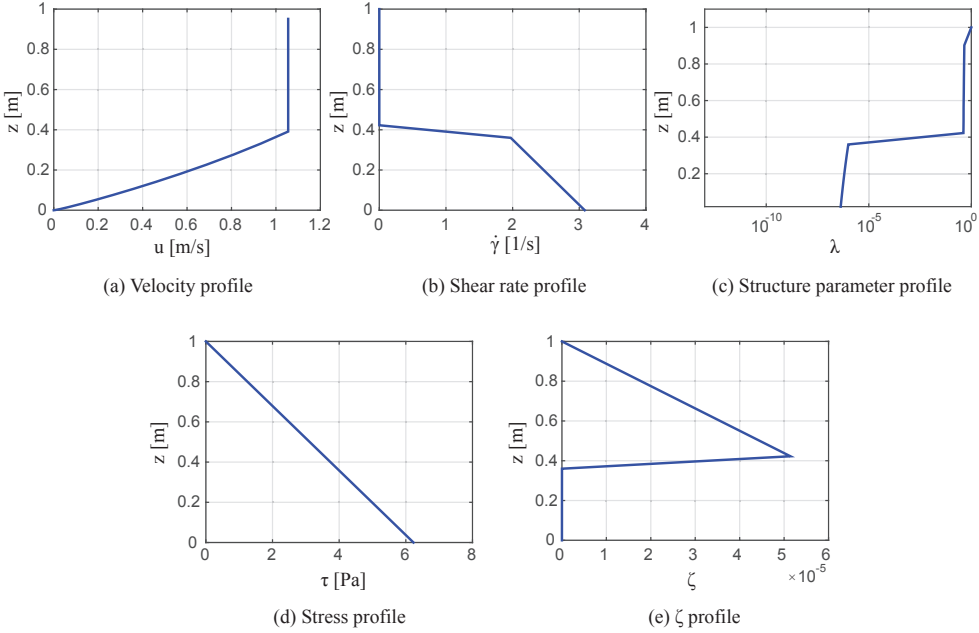 1
0.8
0.6
0.4
0.2
0
z [m]
0 0.2 0.4 0.6 0.8 1 1.2
u [m/s]
(a) Velocity profile
1
0.8
0.6
0.4
0.2
0
z [m]
0 1 2 3 4
γ̇ [1/s]
(b) Shear rate profile
1
0.8
0.6
0.4
0.2
z [m]
10^-10 10^-5 10^0
λ
(c) Structure parameter profile
1
0.8
0.6
0.4
0.2
0
z [m]
0 2 4 6 8
τ [Pa]
(d) Stress profile
1
0.8
0.6
0.4
0.2
0
z [m]
0 1 2 3 4 5 6
ζ
×10^-5
(e) ζ profile